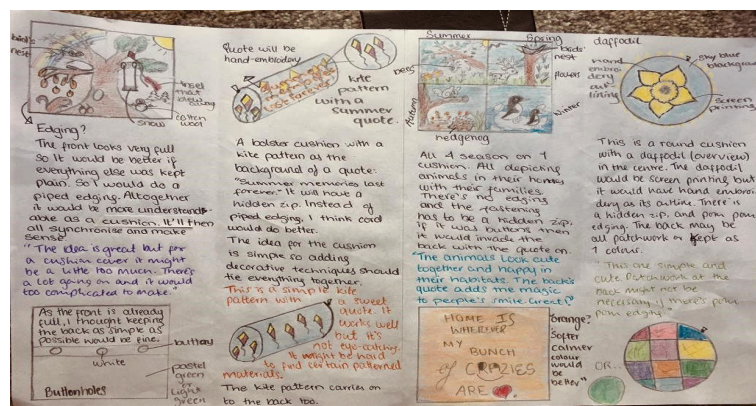 bird's
nest
snow
cotton
wool
Edging?
The front looks very full
so it would be better if
everything else was kept
plain. So I would do a
piped edging. Altogether
it would be more understand-
able as a cushion. It'll then
all synchronise and make
sense.
"The idea is great but for
a cushion cover it might
be a little too much. There's
a lot going on and it would
too complicated to make."
As the front is already
full, I thought keeping
the back as simple as
possible would be fine.
buttons
white
pastel
green
or
light
green
Buttonholes
Quote will be
hand embroidery
kite
pattern
with a
summer
quote.
A bolster cushion with a
kite pattern as the
background of a quote:
"Summer memories last
forever." It will have a
hidden zip. Instead of
piped edging, I think cord
would do better.
The idea for the cushion
is simple so adding
decorative techniques should
tie everything together.
This is a simple kite
pattern with a sweet
quote. It
works well
but it's
not eye-catching.
It might be hard
to find certain patterned
materials.
The kite pattern carries on
to the back too.
Summer
Spring
birds'
nest
bees
flowers
Autumn
Winter
hedgehog
All 4 season on 1
cushion. All depicting
animals in their homes
with their families.
There's no edging
and the fastening
has to be a hidden zip.
If it was buttons then
it would invade the
back with the quote on.
"The animals look cute
together and happy in
their habitats. The back's
quote adds the magic
to people's smile. Great!"
HOME IS
WHEREVER
MY
BUNCH
of CRAZIES
ARE
"Orange?
Softer
calmer
colour
would
be
better"
daffodil
hand
embroi-
dery
out-
lining
sky blue
background
screen
printing
This is a round cushion
with a daffodil (overview)
in the centre. The daffodil
would be screen printing but
it would have hand embroi-
dery as its outline. There is
a hidden zip, and pom pom
edging. The back may be
all patchwork or kept as
1 colour.
This one simple and
cute. Patchwork at the
back might not be
necessary if there's pom
pom edging.
OR...